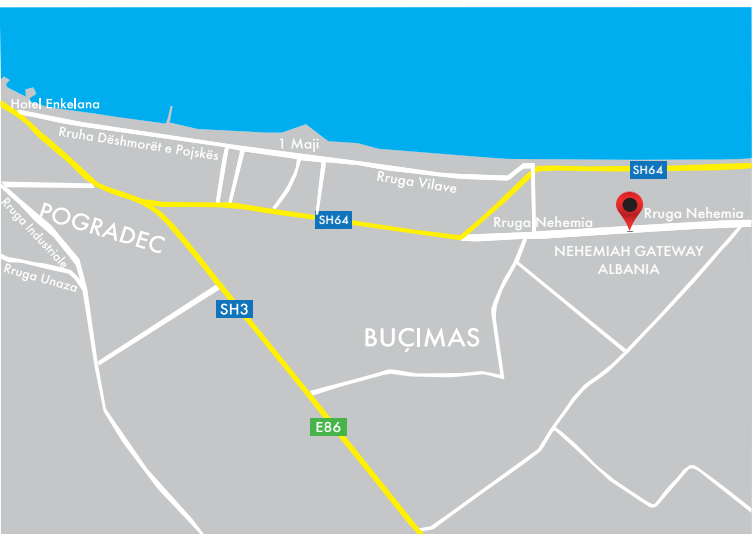 Hotel Enkelana
Rruha Dëshmorët e Pojskës
1 Maji
Rruga Vilave
SH64
Rruga Industriale
POGRADEC
SH64
Rruga Nehemia
Rruga Nehemia
NEHEMIAH GATEWAY
ALBANIA
Rruga Unaza
SH3
BUÇIMAS
E86